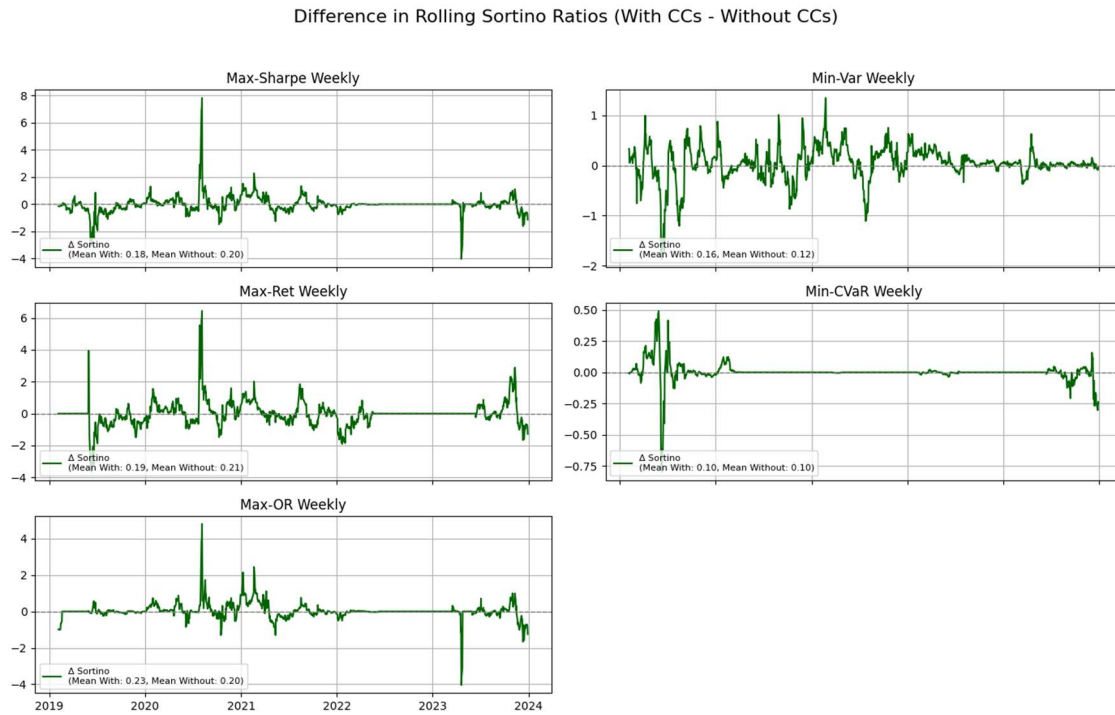 Difference in Rolling Sortino Ratios (With CCs - Without CCs)
Max-Sharpe Weekly
8
6
4
2
0
−2
−4
Δ Sortino
(Mean With: 0.18, Mean Without: 0.20)
Min-Var Weekly
1
0
−1
−2
Δ Sortino
(Mean With: 0.16, Mean Without: 0.12)
Max-Ret Weekly
6
4
2
0
−2
−4
Δ Sortino
(Mean With: 0.19, Mean Without: 0.21)
Min-CVaR Weekly
0.50
0.25
0.00
−0.25
−0.50
−0.75
Δ Sortino
(Mean With: 0.10, Mean Without: 0.10)
Max-OR Weekly
4
2
0
−2
−4
Δ Sortino
(Mean With: 0.23, Mean Without: 0.20)
2019 2020 2021 2022 2023 2024